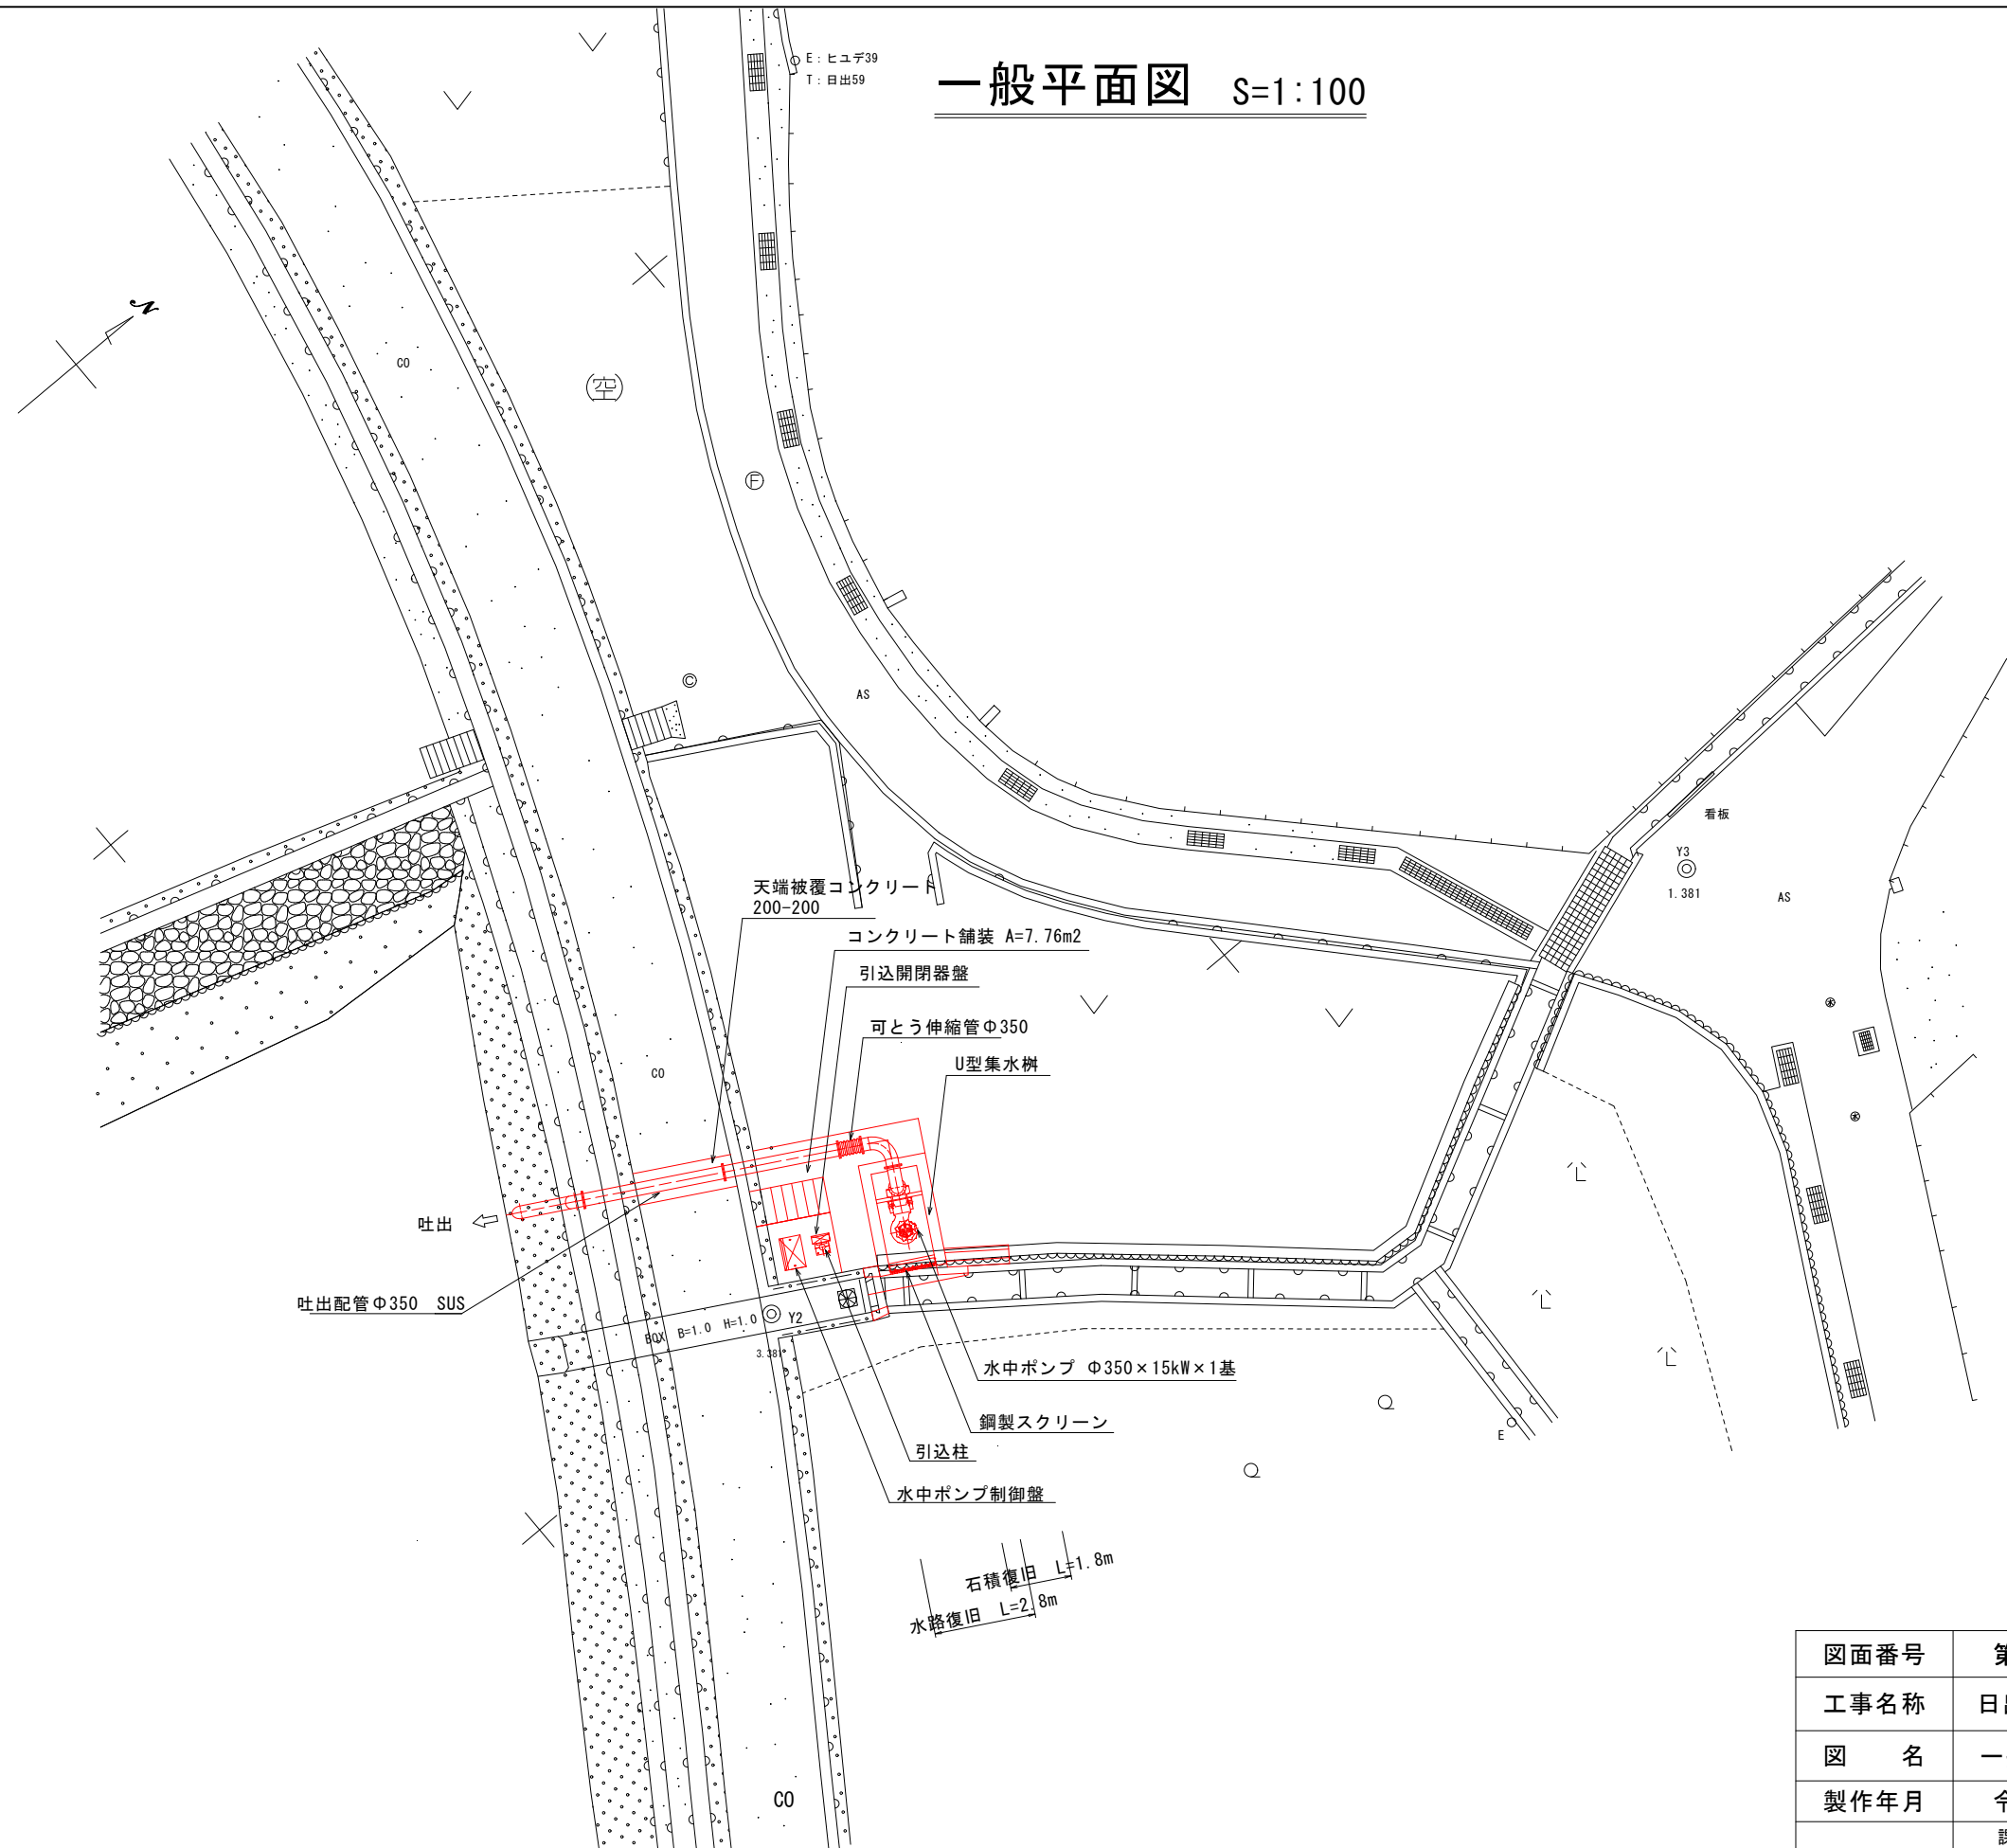 一般平面図 S=1:100
E:ヒユデ39
T:日出59
N
CO
(空)
F
C
AS
看板
Y3
1.381
AS
天端被覆コンクリート
200-200
コンクリート舗装 A=7.76m2
引込開閉器盤
可とう伸縮管Φ350
U型集水桝
CO
吐出
吐出配管Φ350 SUS
BOX B=1.0 H=1.0
Y2
3.381
水中ポンプ Φ350×15kW×1基
鋼製スクリーン
引込柱
水中ポンプ制御盤
E
石積復旧 L=1.8m
水路復旧 L=2.8m
CO
図面番号 第
工事名称 日出
図 名 一
製作年月 令